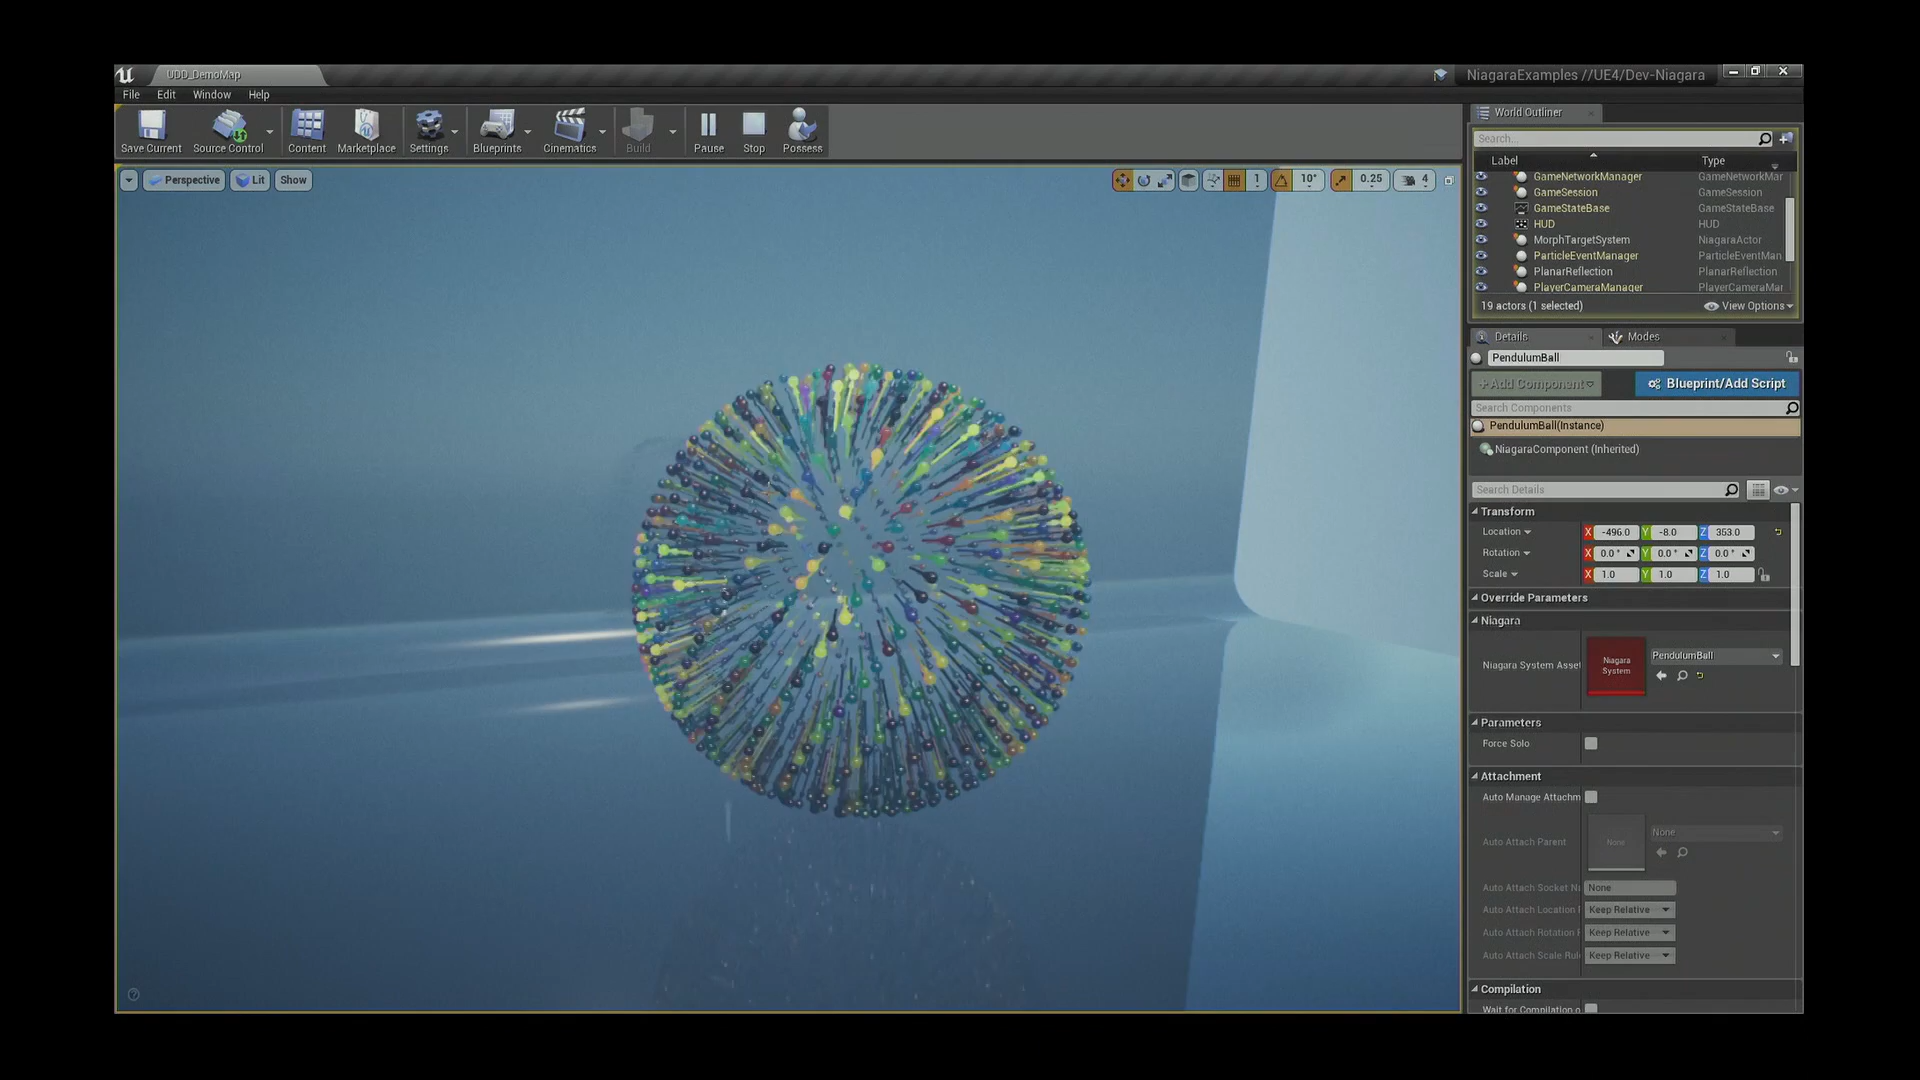 UDD_DemoMap
NiagaraExamples //UE4/Dev-Niagara
File Edit Window Help
Save Current Source Control Content Marketplace Settings Blueprints Cinematics Build Pause Stop Possess
Perspective Lit Show
1 10° 0.25 4
World Outliner
Search...
Label Type
GameNetworkManager GameNetworkMar
GameSession GameSession
GameStateBase GameStateBase
HUD HUD
MorphTargetSystem NiagaraActor
ParticleEventManager ParticleEventMan
PlanarReflection PlanarReflection
PlayerCameraManager PlayerCameraMar
19 actors (1 selected) View Options
Details Modes
PendulumBall
+Add Component Blueprint/Add Script
Search Components
PendulumBall(Instance)
NiagaraComponent (Inherited)
Search Details
Transform
Location X -496.0 Y -8.0 Z 353.0
Rotation X 0.0° Y 0.0° Z 0.0°
Scale X 1.0 Y 1.0 Z 1.0
Override Parameters
Niagara
Niagara System Asset Niagara System PendulumBall
Parameters
Force Solo
Attachment
Auto Manage Attachm
Auto Attach Parent None None
Auto Attach Socket Na None
Auto Attach Location F Keep Relative
Auto Attach Rotation F Keep Relative
Auto Attach Scale Rule Keep Relative
Compilation
Wait for Compilation o